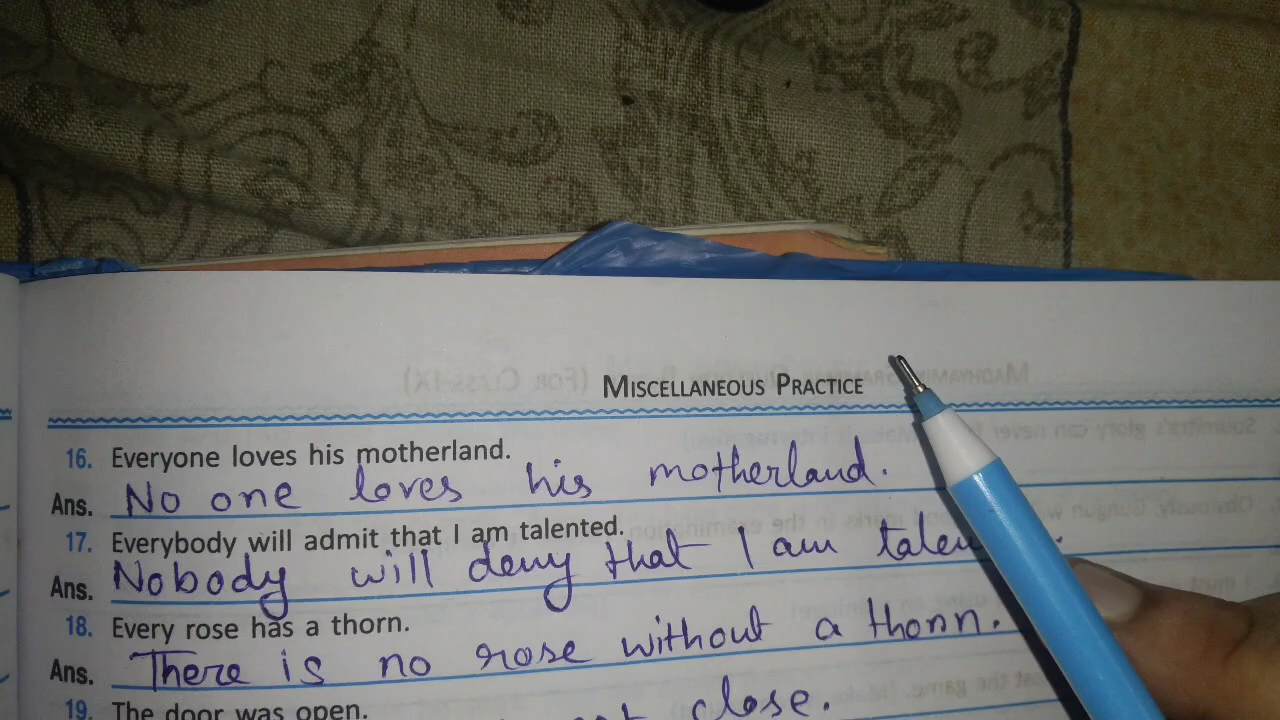 MISCELLANEOUS PRACTICE
16. Everyone loves his motherland.
Ans. No one loves his motherland.
17. Everybody will admit that I am talented.
Ans. Nobody will deny that I am
18. Every rose has a thorn.
Ans. There is no rose without a thorn.
19. The door was open.
close.